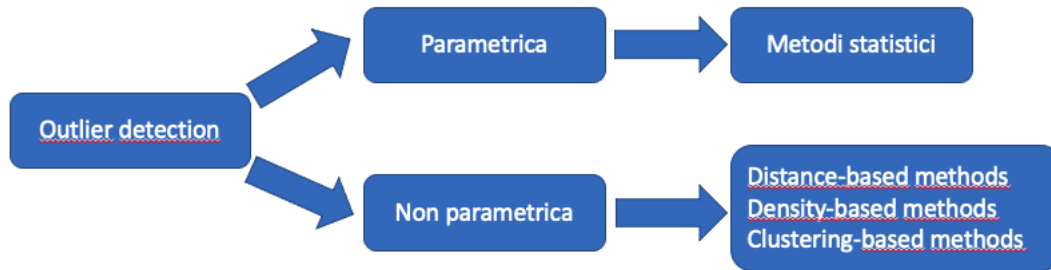 Outlier detection
Parametrica
Metodi statistici
Non parametrica
Distance-based methods
Density-based methods
Clustering-based methods